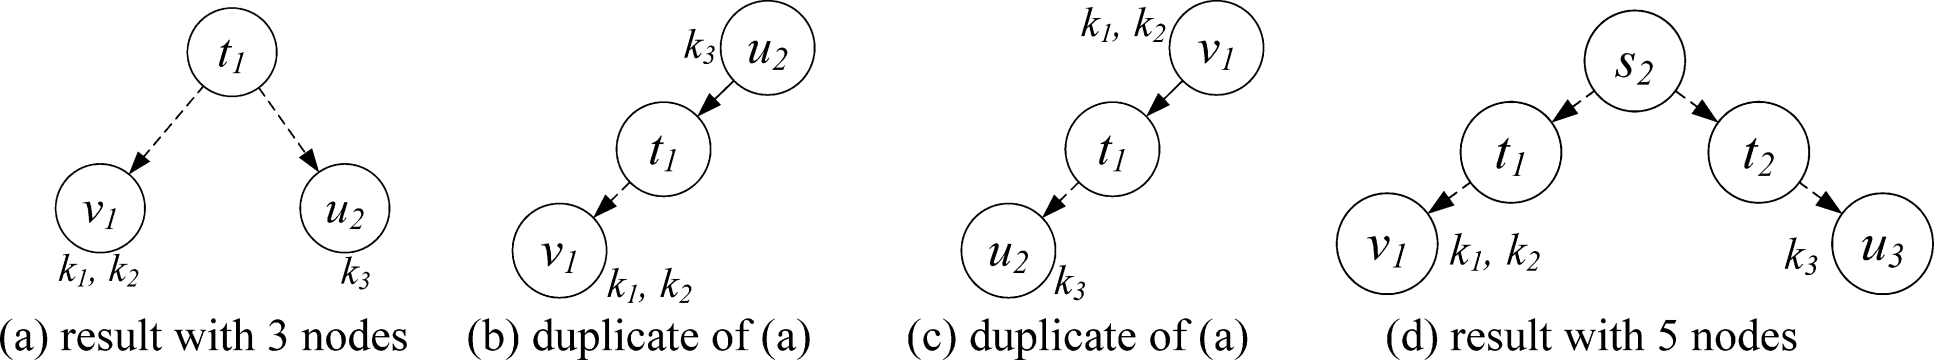 t1
v1
k1, k2
u2
k3
(a) result with 3 nodes
k3
u2
t1
v1
k1, k2
(b) duplicate of (a)
k1, k2
v1
t1
u2
k3
(c) duplicate of (a)
s2
t1
t2
v1
k1, k2
k3
u3
(d) result with 5 nodes